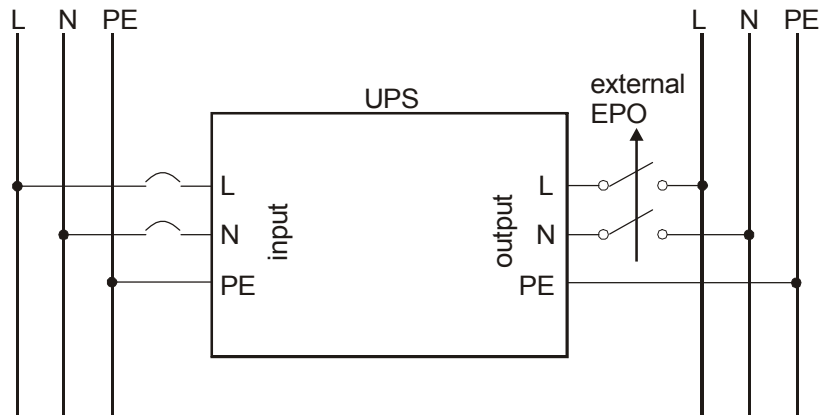 L N PE
L N PE
external
EPO
UPS
L
N
PE
input
output
L
N
PE